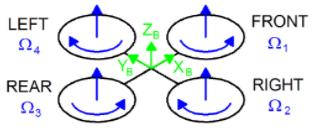 LEFT
Ω4
FRONT
Ω1
ZB
YB
XB
REAR
Ω3
RIGHT
Ω2